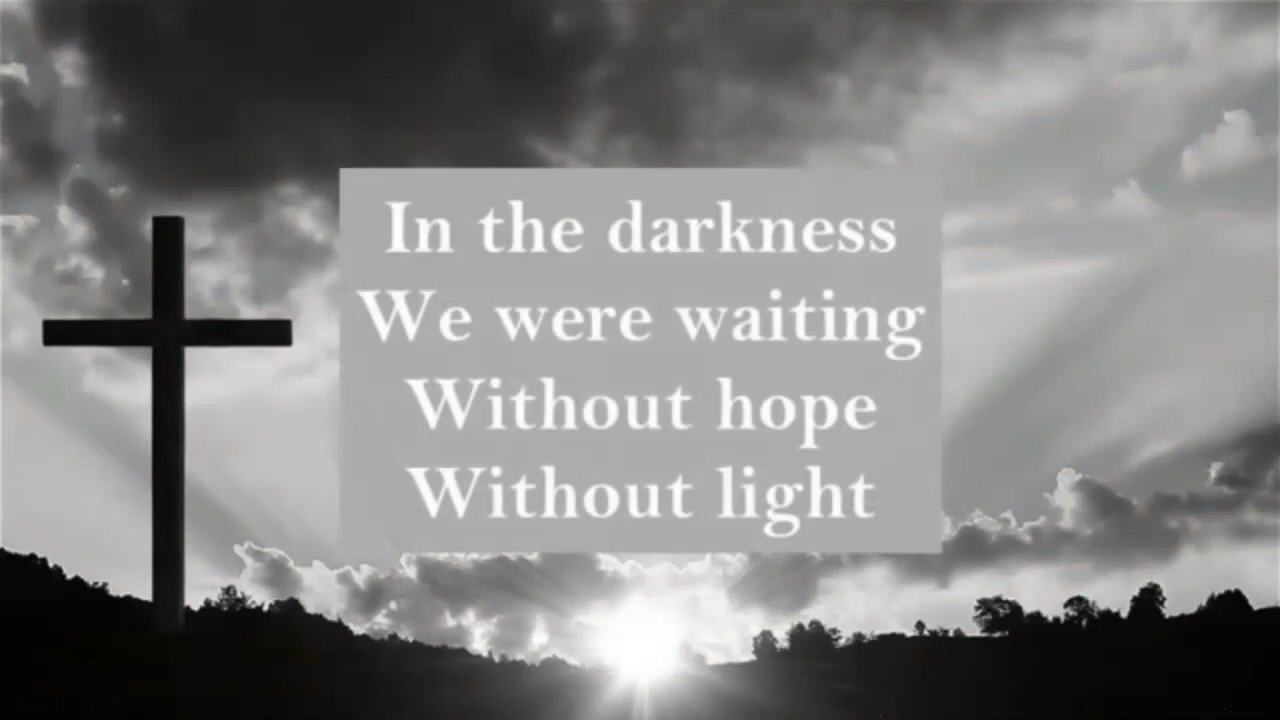 In the darkness
We were waiting
Without hope
Without light